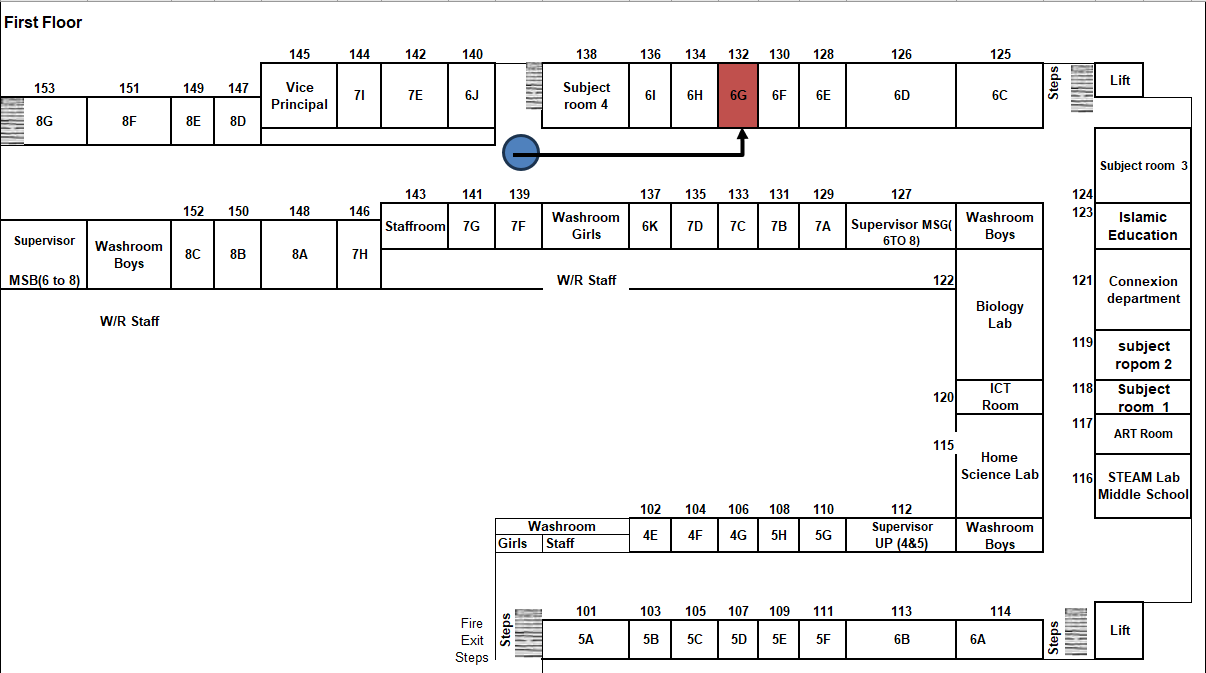 First Floor
145 144 142 140 138 136 134 132 130 128 126 125
153 151 149 147
Vice
Principal
7I 7E 6J
Subject
room 4
6I 6H 6G 6F 6E 6D 6C
Steps
Lift
8G 8F 8E 8D
Subject room 3
124
143 141 139 137 135 133 131 129 127
152 150 148 146
123
Staffroom 7G 7F
Washroom
Girls
6K 7D 7C 7B 7A
Supervisor MSG(
6TO 8)
Washroom
Boys
Islamic
Education
Supervisor
MSB(6 to 8)
Washroom
Boys
8C 8B 8A 7H
W/R Staff
122
121
Connexion
department
Biology
Lab
W/R Staff
119
subject
ropom 2
120
ICT
Room
118
Subject
room 1
117
ART Room
115
Home
Science Lab
116
STEAM Lab
Middle School
102 104 106 108 110 112
Washroom
Girls Staff
4E 4F 4G 5H 5G
Supervisor
UP (4&5)
Washroom
Boys
101 103 105 107 109 111 113 114
Fire
Exit
Steps
Steps
5A 5B 5C 5D 5E 5F 6B 6A
Steps
Lift